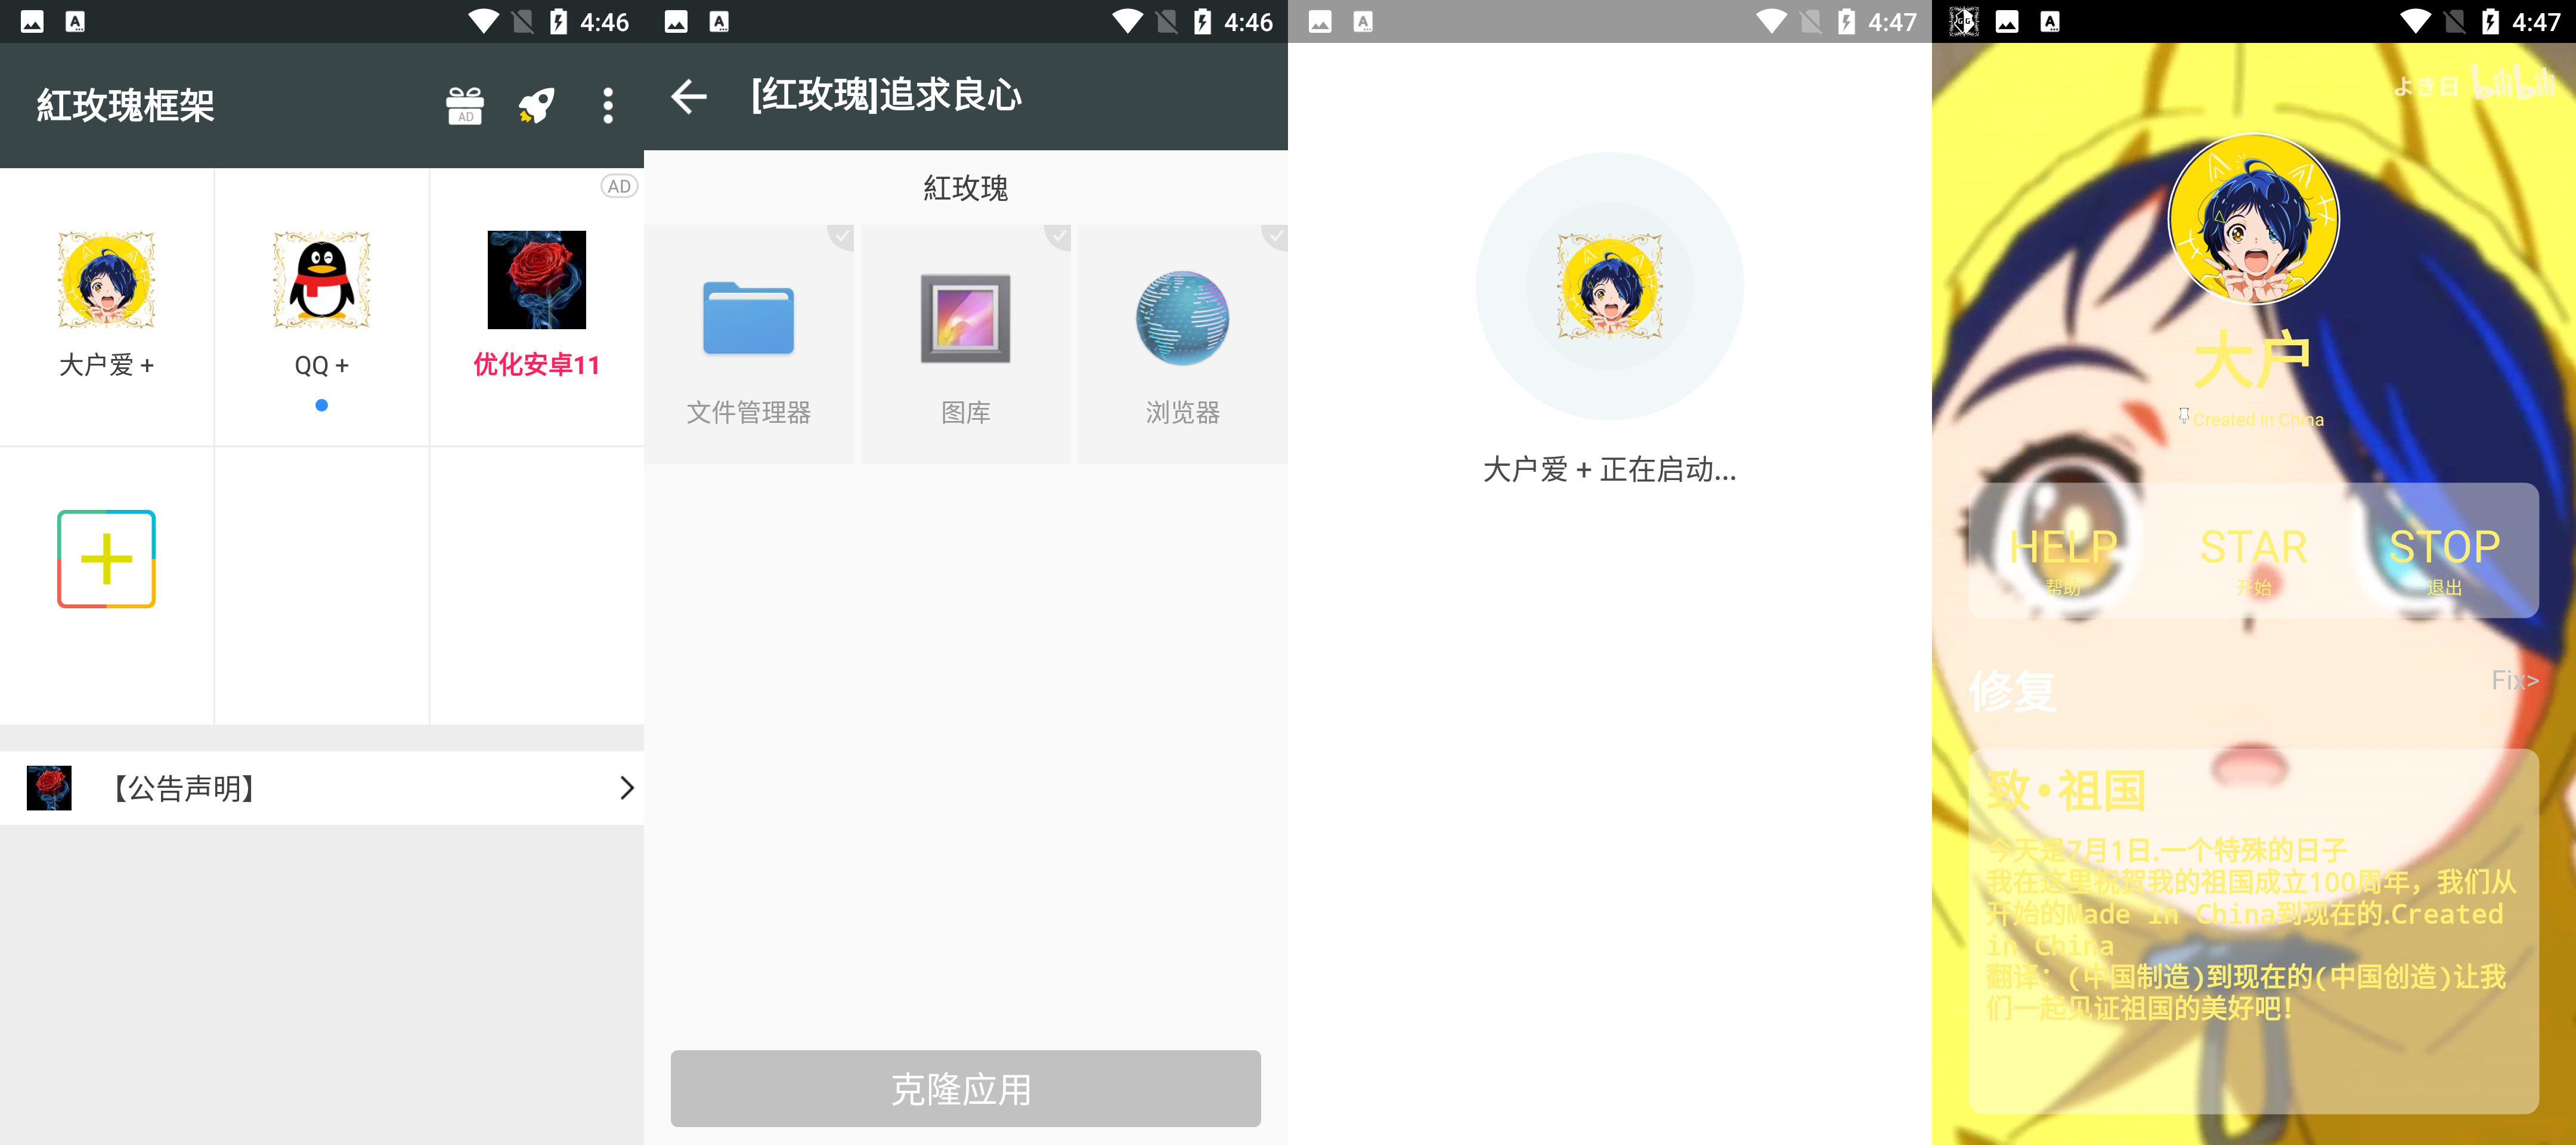 4:46
紅玫瑰框架
AD
AD
大户爱 +
QQ +
优化安卓11
【公告声明】
4:46
[红玫瑰]追求良心
紅玫瑰
文件管理器
图库
浏览器
克隆应用
4:47
大户爱 + 正在启动...
4:47
よき日 bilibili
大户
Created in China
HELP
STAR
STOP
帮助
开始
退出
修复
Fix>
致·祖国
今天是7月1日.一个特殊的日子
我在这里祝贺我的祖国成立100周年，我们从
开始的Made in China到现在的.Created
in China
翻译：(中国制造)到现在的(中国创造)让我
们一起见证祖国的美好吧！